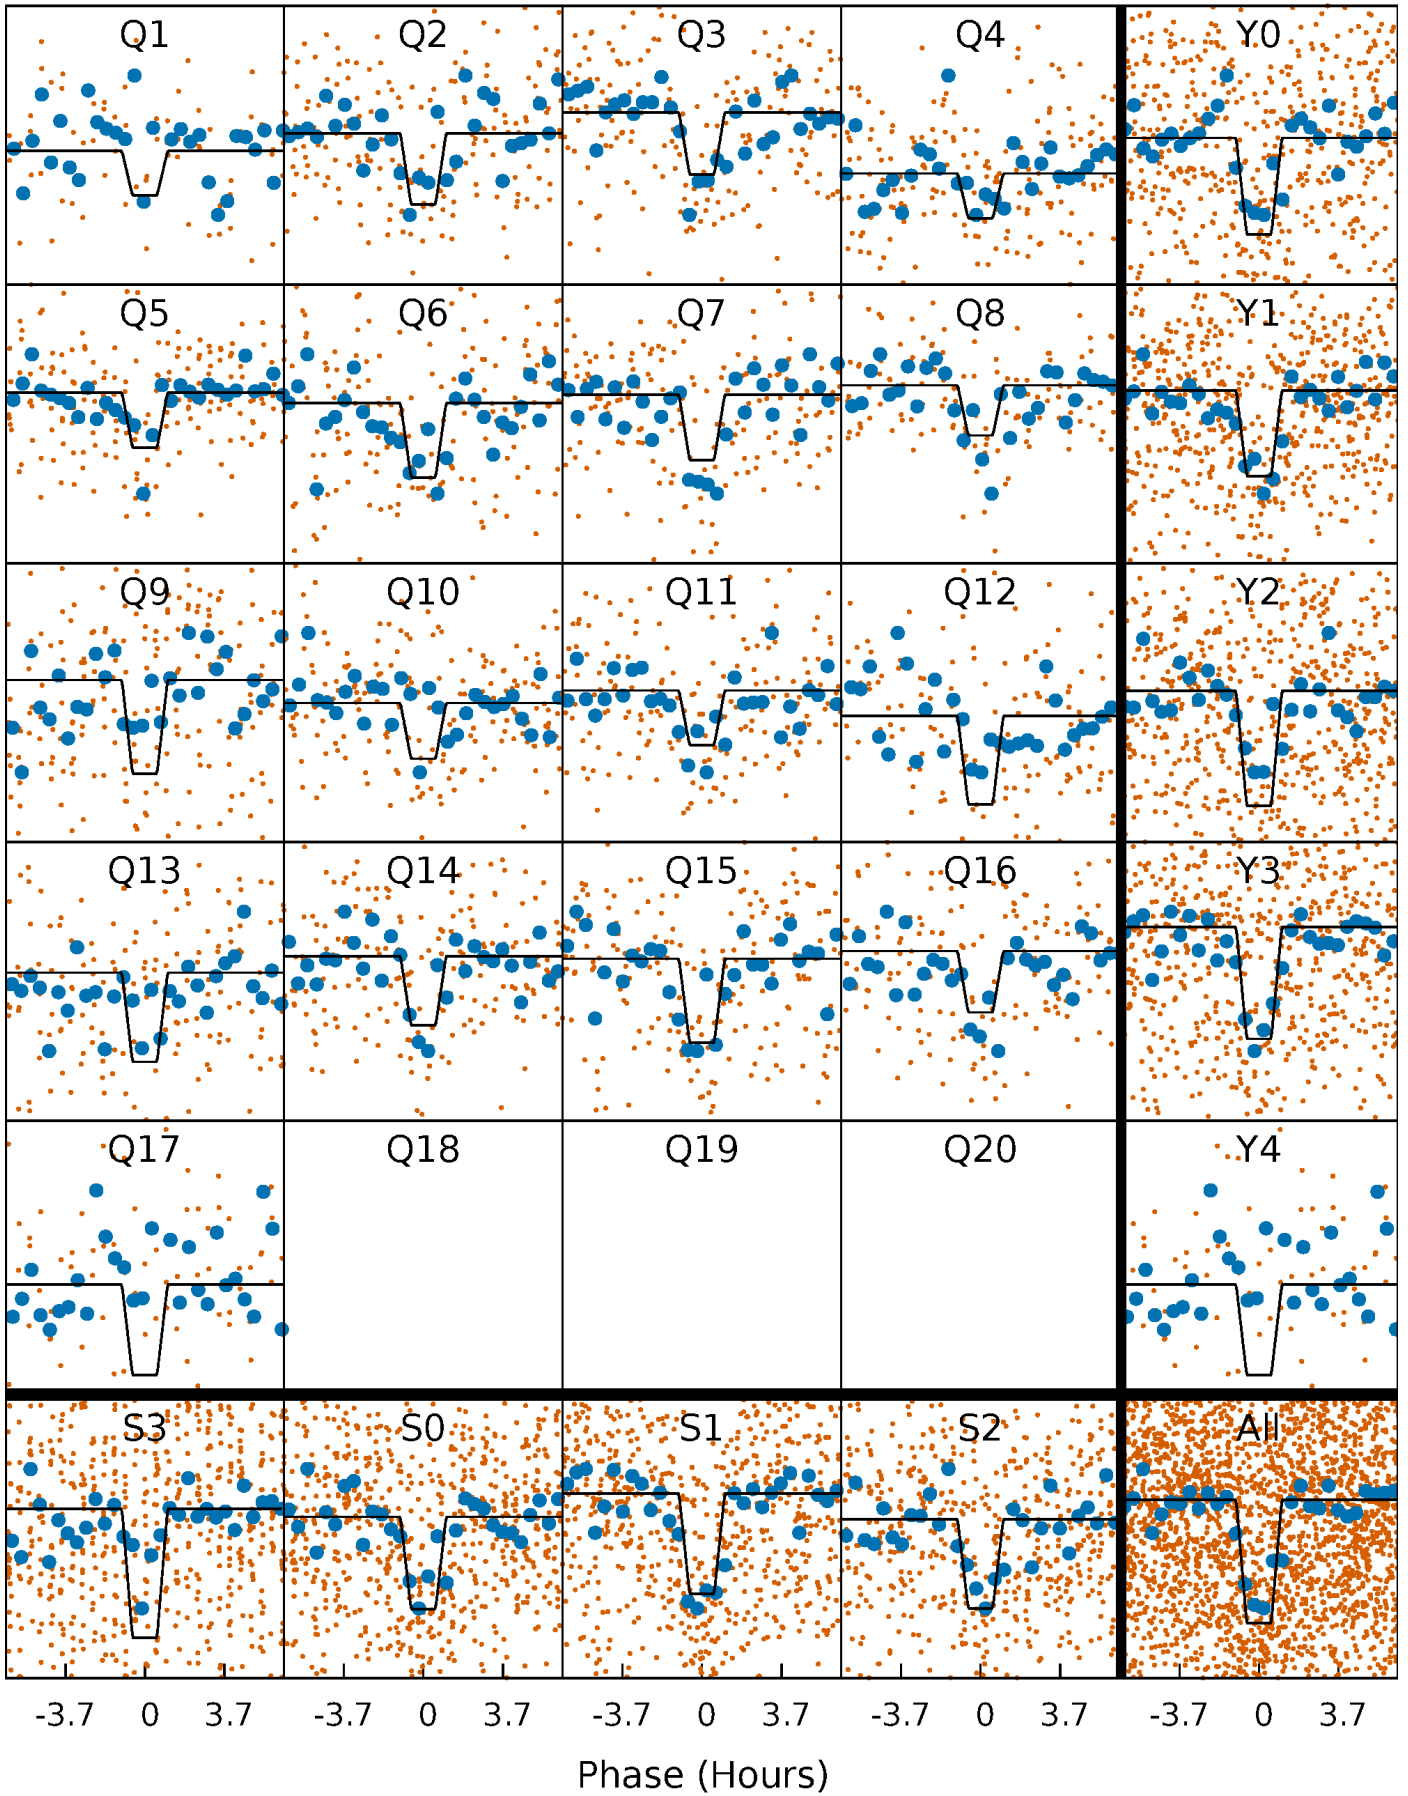 Q1 Q2 Q3 Q4 Y0
Q5 Q6 Q7 Q8 Y1
Q9 Q10 Q11 Q12 Y2
Q13 Q14 Q15 Q16 Y3
Q17 Q18 Q19 Q20 Y4
S3 S0 S1 S2 All
-3.7 0 3.7 -3.7 0 3.7 -3.7 0 3.7 -3.7 0 3.7 -3.7 0 3.7
Phase (Hours)